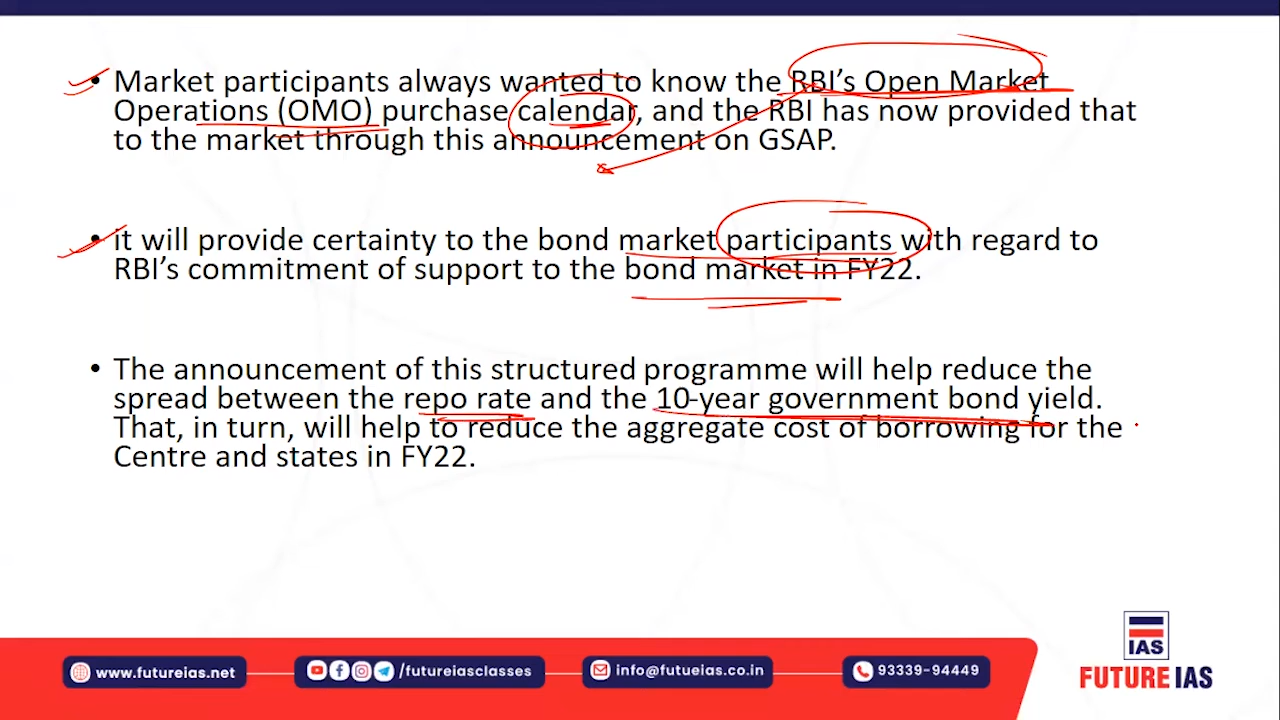 • Market participants always wanted to know the RBI's Open Market
Operations (OMO) purchase calendar, and the RBI has now provided that
to the market through this announcement on GSAP.
• it will provide certainty to the bond market participants with regard to
RBI's commitment of support to the bond market in FY22.
• The announcement of this structured programme will help reduce the
spread between the repo rate and the 10-year government bond yield.
That, in turn, will help to reduce the aggregate cost of borrowing for the
Centre and states in FY22.
www.futureias.net
/futureiasclasses
info@futueias.co.in
93339-94449
IAS
FUTURE IAS